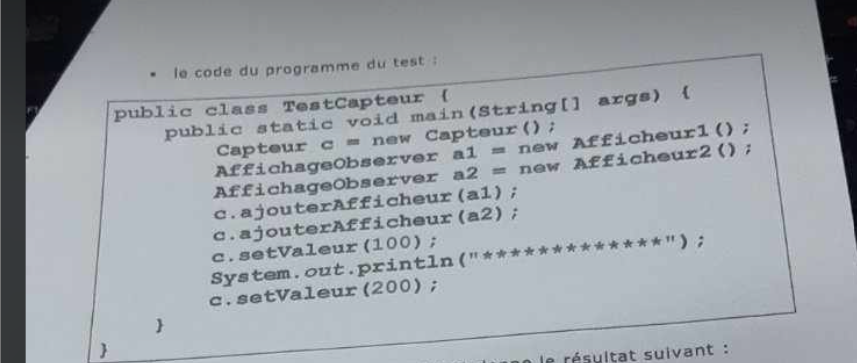 • le code du programme du test :
public class TestCapteur {
public static void main(String[] args) {
Capteur c = new Capteur();
AffichageObserver a1 = new Afficheur1();
AffichageObserver a2 = new Afficheur2();
c.ajouterAfficheur(a1);
c.ajouterAfficheur(a2);
c.setValeur(100);
System.out.println("*************");
c.setValeur(200);
}
}
le résultat suivant :